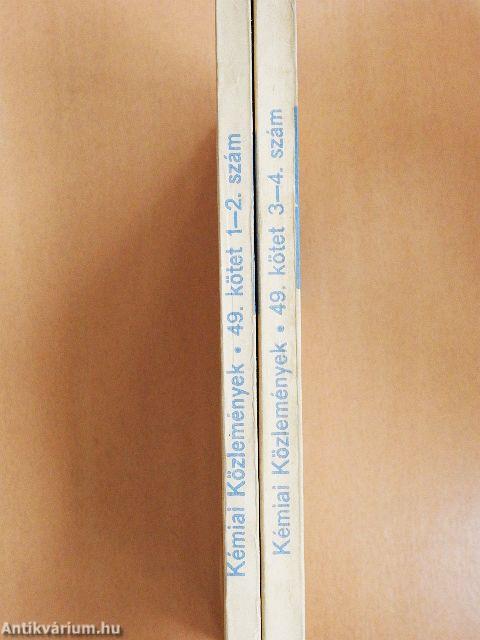 Kémiai Közlemények • 49. kötet 1—2. szám
Kémiai Közlemények • 49. kötet 3—4. szám
Antikvárium.hu